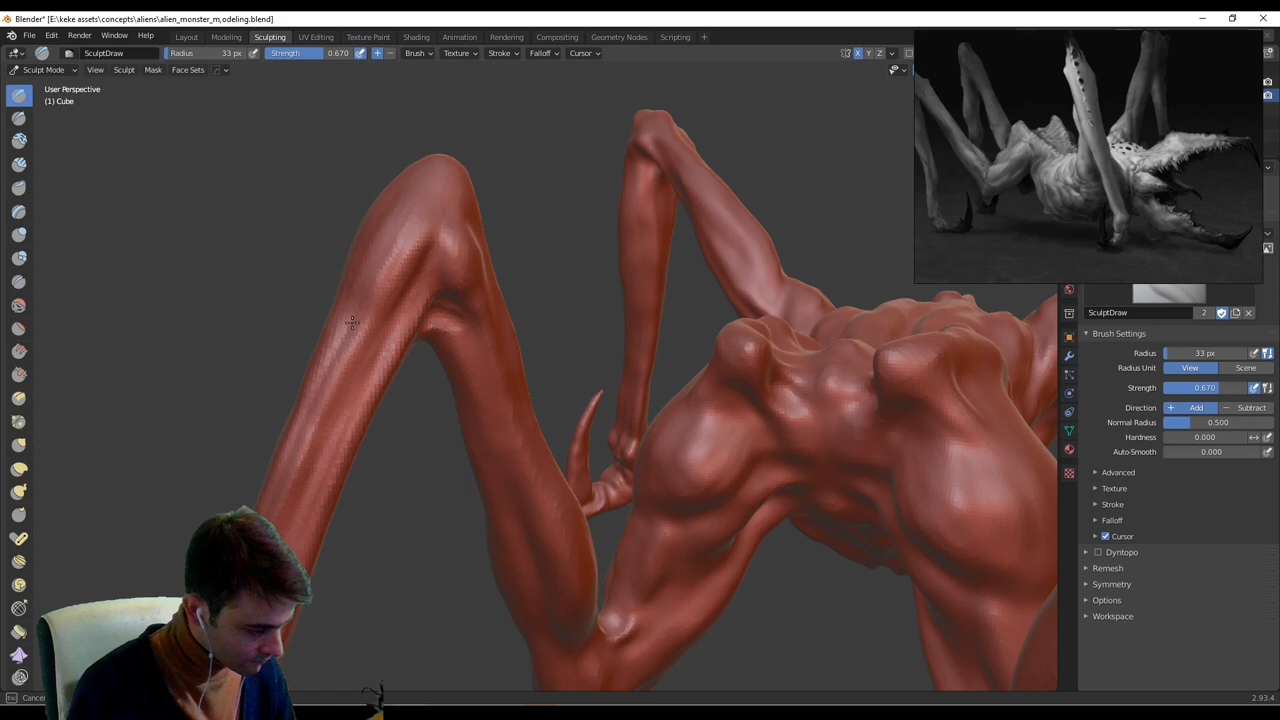 Blender* [E:\keke assets\concepts\aliens\alien_monster_m,odeling.blend]
File Edit Render Window Help Layout Modeling Sculpting UV Editing Texture Paint Shading Animation Rendering Compositing Geometry Nodes Scripting
SculptDraw Radius 33 px Strength 0.670 Brush Texture Stroke Falloff Cursor X Y Z
Sculpt Mode View Sculpt Mask Face Sets
User Perspective
(1) Cube
SculptDraw 2
Brush Settings
Radius 33 px
Radius Unit View Scene
Strength 0.670
Direction Add Subtract
Normal Radius 0.500
Hardness 0.000
Auto-Smooth 0.000
Advanced
Texture
Stroke
Falloff
Cursor
Dyntopo
Remesh
Symmetry
Options
Workspace
2.93.4